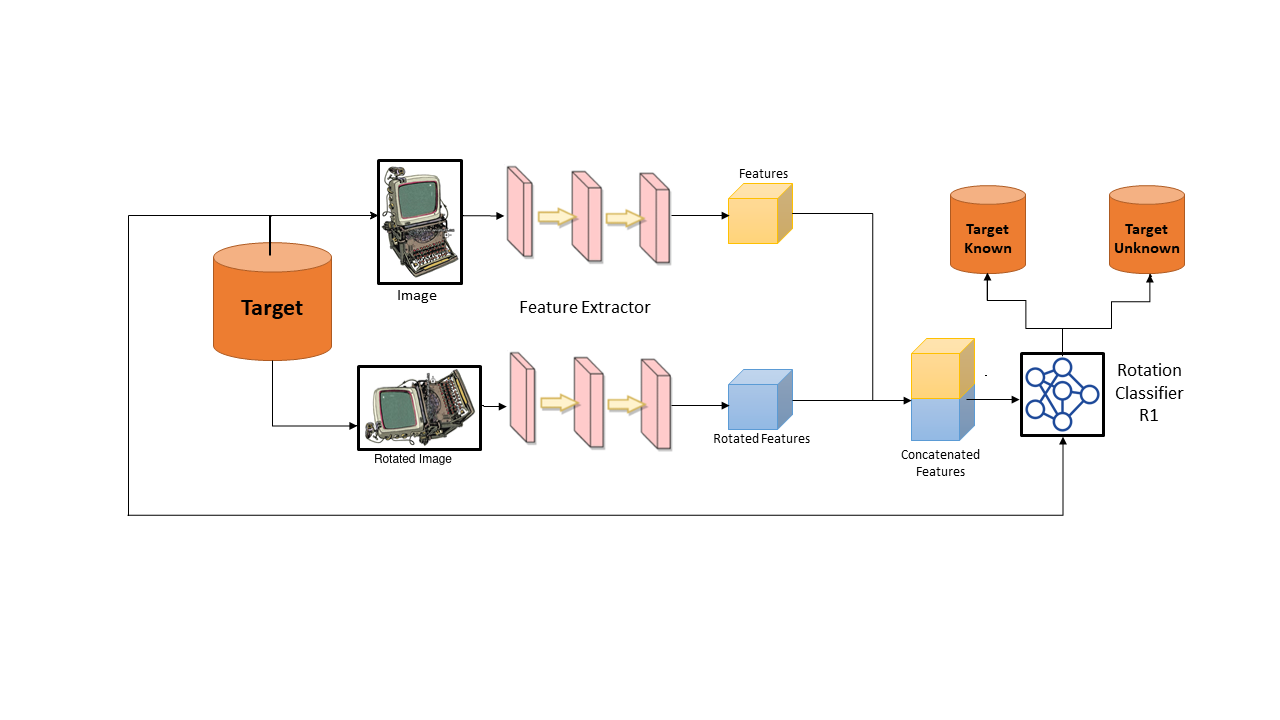 Features
Target
Known
Target
Unknown
Target
Image
Feature Extractor
Rotation
Classifier
R1
Rotated Features
Rotated Image
Concatenated
Features